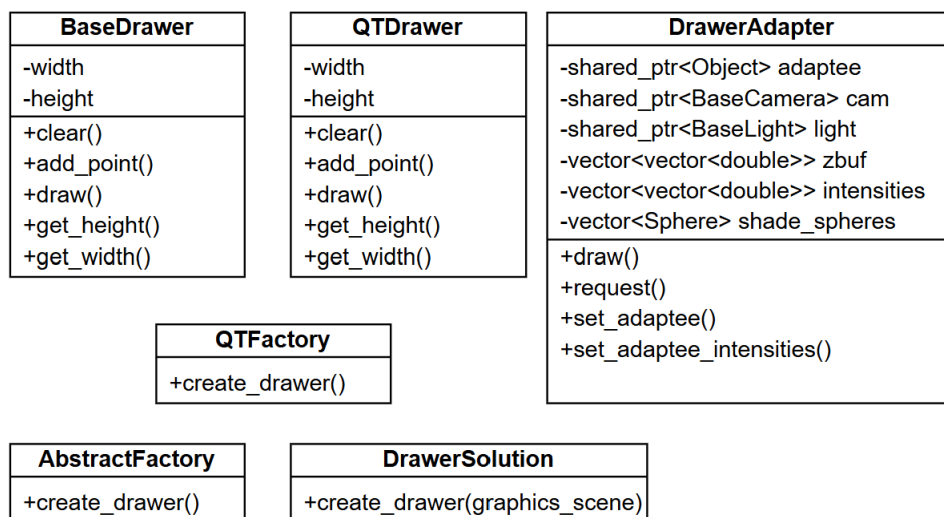 BaseDrawer
-width
-height
+clear()
+add_point()
+draw()
+get_height()
+get_width()
QTDrawer
-width
-height
+clear()
+add_point()
+draw()
+get_height()
+get_width()
DrawerAdapter
-shared_ptr<Object> adaptee
-shared_ptr<BaseCamera> cam
-shared_ptr<BaseLight> light
-vector<vector<double>> zbuf
-vector<vector<double>> intensities
-vector<Sphere> shade_spheres
+draw()
+request()
+set_adaptee()
+set_adaptee_intensities()
QTFactory
+create_drawer()
AbstractFactory
+create_drawer()
DrawerSolution
+create_drawer(graphics_scene)